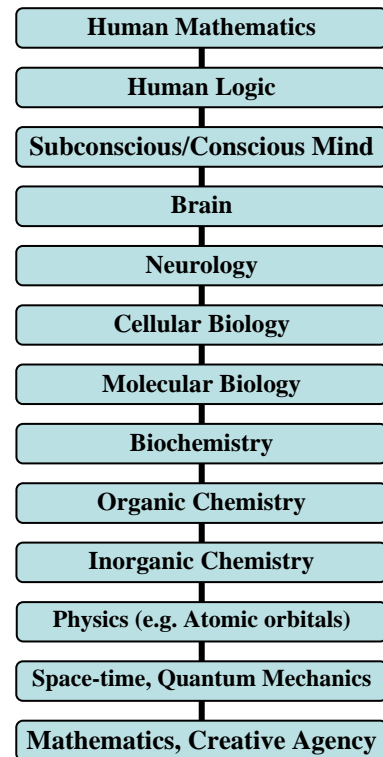 Human Mathematics
Human Logic
Subconscious/Conscious Mind
Brain
Neurology
Cellular Biology
Molecular Biology
Biochemistry
Organic Chemistry
Inorganic Chemistry
Physics (e.g. Atomic orbitals)
Space-time, Quantum Mechanics
Mathematics, Creative Agency